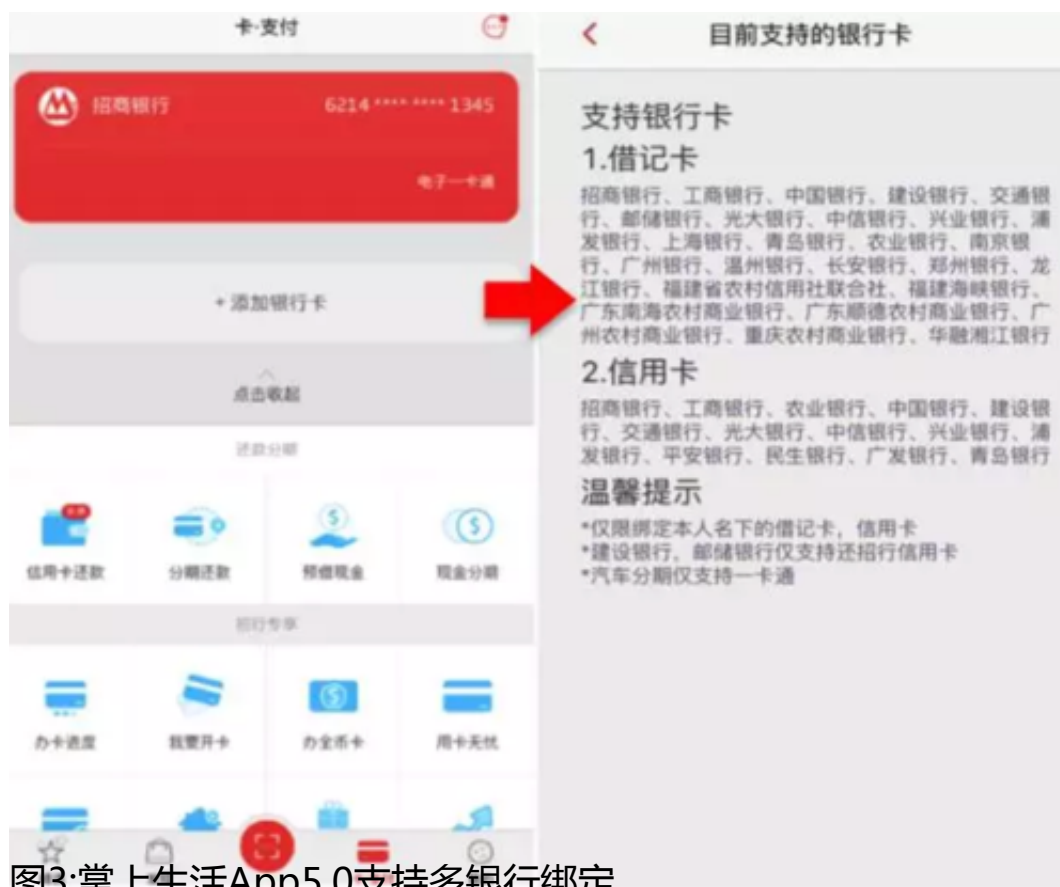 卡·支付
招商银行
6214 **** **** 1345
电子一卡通
+ 添加银行卡
点击收起
还款分期
信用卡还款
分期还款
预借现金
现金分期
招行专享
办卡进度
我要开卡
办全币卡
用卡无忧
目前支持的银行卡
支持银行卡
1.借记卡
招商银行、工商银行、中国银行、建设银行、交通银
行、邮储银行、光大银行、中信银行、兴业银行、浦
发银行、上海银行、青岛银行、农业银行、南京银
行、广州银行、温州银行、长安银行、郑州银行、龙
江银行、福建省农村信用社联合社、福建海峡银行、
广东南海农村商业银行、广东顺德农村商业银行、广
州农村商业银行、重庆农村商业银行、华融湘江银行
2.信用卡
招商银行、工商银行、农业银行、中国银行、建设银
行、交通银行、光大银行、中信银行、兴业银行、浦
发银行、平安银行、民生银行、广发银行、青岛银行
温馨提示
*仅限绑定本人名下的借记卡，信用卡
*建设银行，邮储银行仅支持还招行信用卡
*汽车分期仅支持一卡通
图3:掌上生活App5.0支持多银行绑定